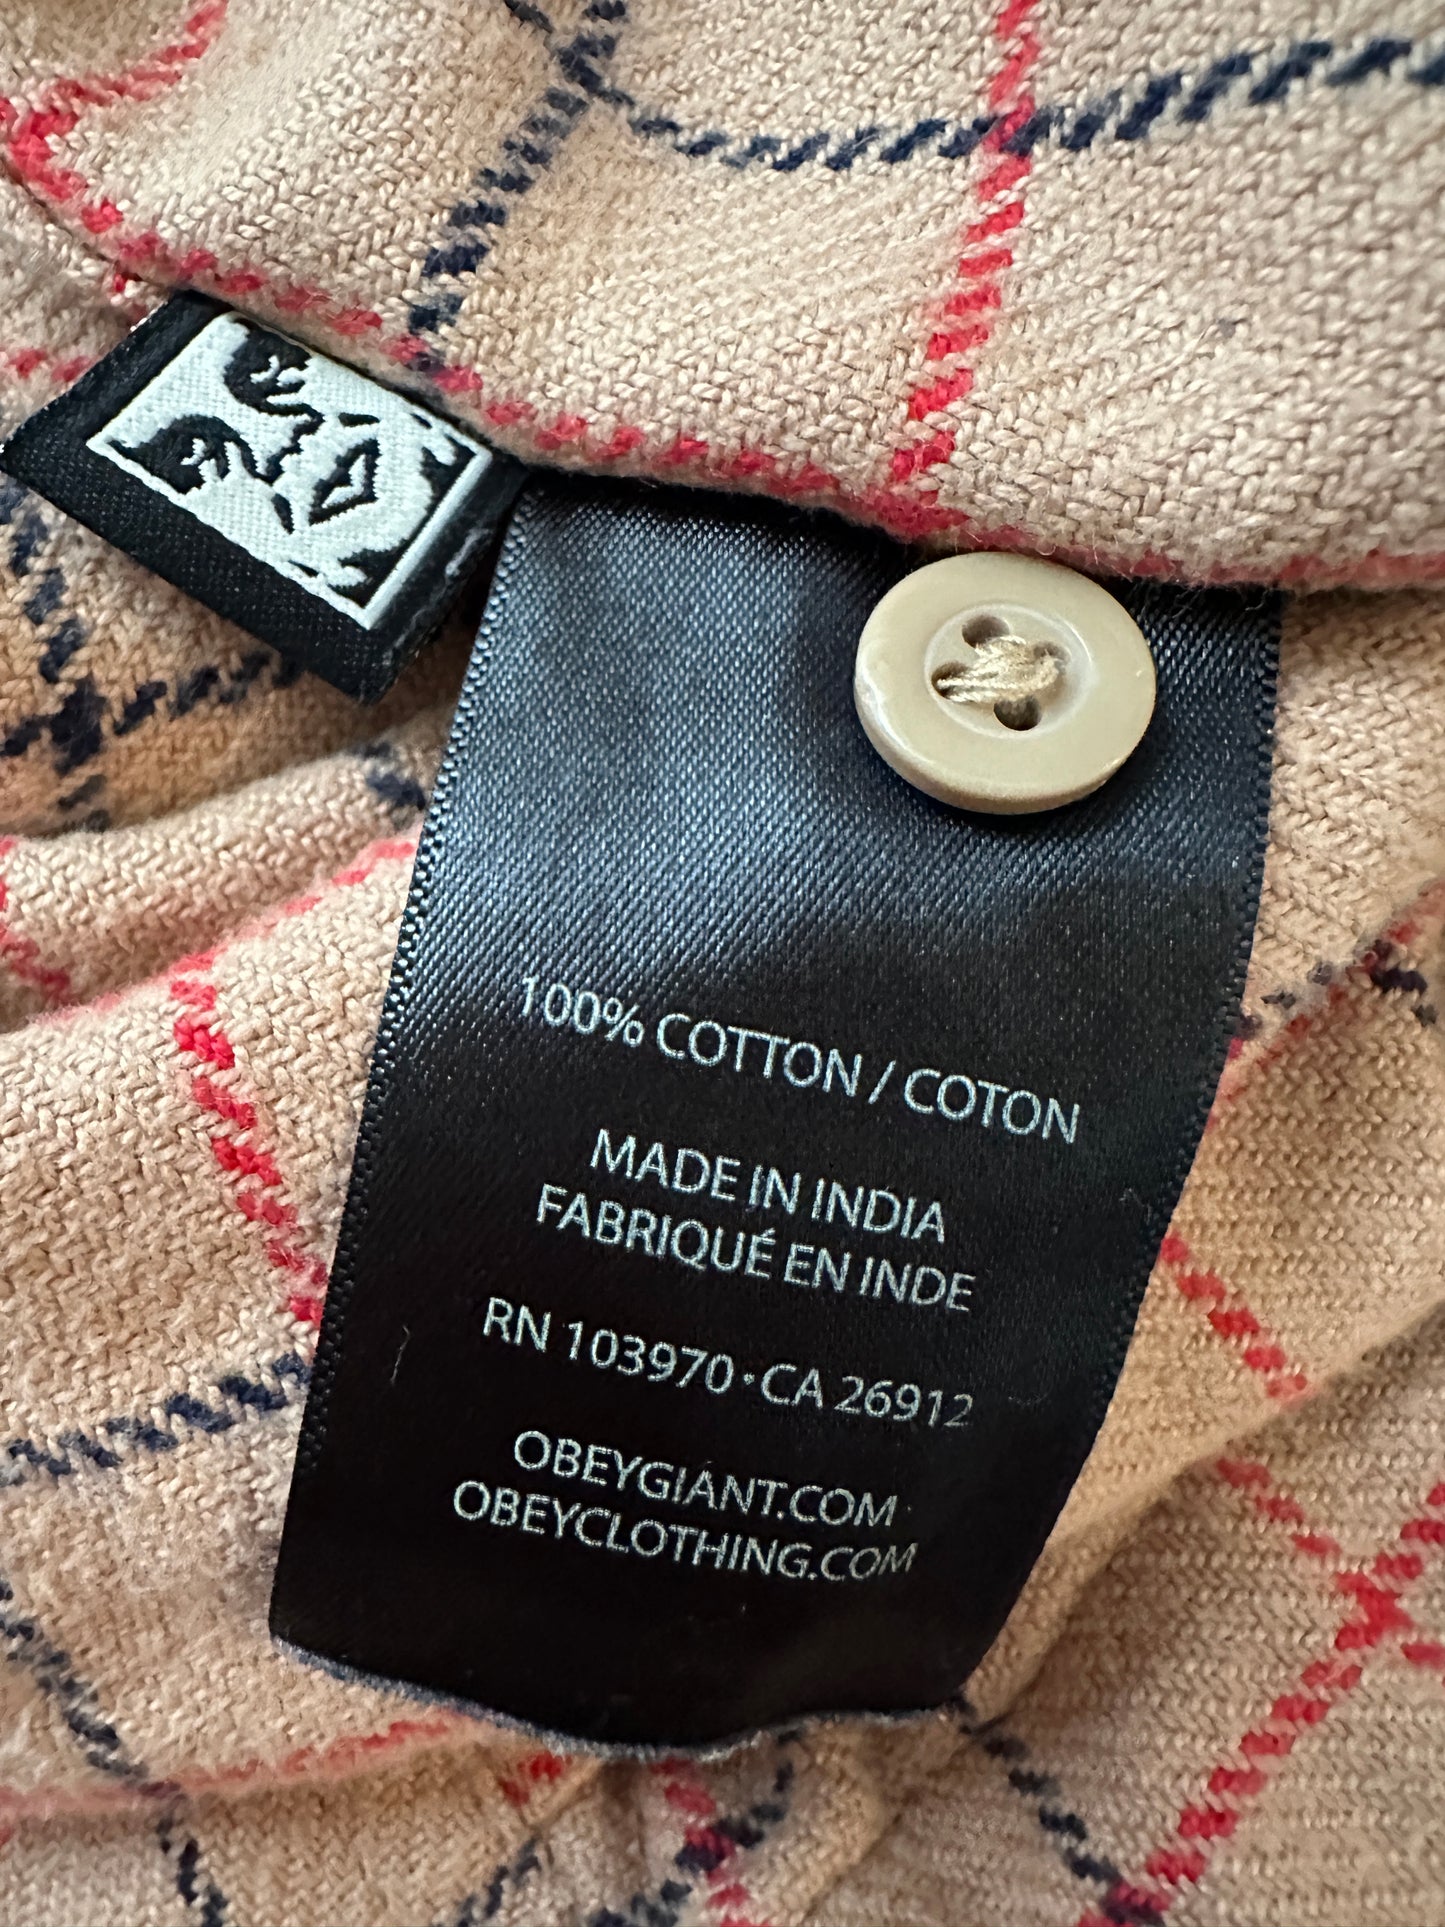 100% COTTON / COTON
MADE IN INDIA
FABRIQUÉ EN INDE
RN 103970 · CA 26912
OBEYGIANT.COM
OBEYCLOTHING.COM